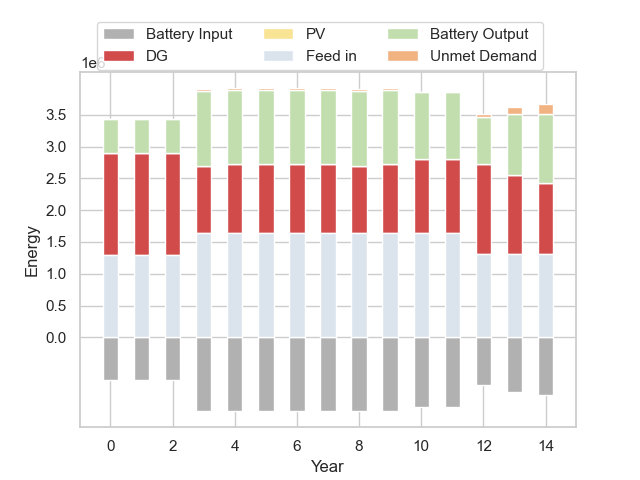 Battery Input PV Battery Output
DG Feed in Unmet Demand
1e6
3.5
3.0
2.5
2.0
1.5
1.0
0.5
0.0
Energy
0 2 4 6 8 10 12 14
Year